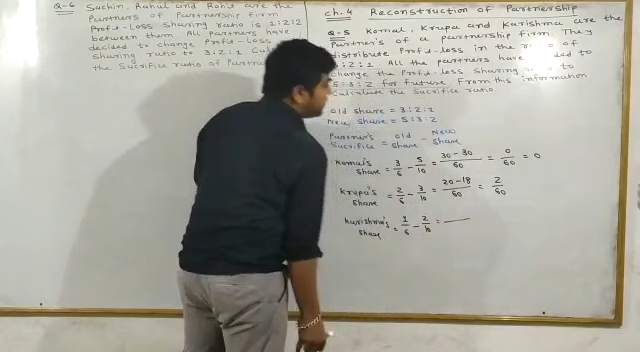 Q-6 Sachin, Rahul and Rohit are the
Partners of Partnership firm
Profit-Loss Sharing ratio is 1:2:2
between them. All Partners have
decided to change Profit-Loss
Sharing ratio to 3:2:1
the Sacrifice ratio of
Ch. 4 Reconstruction of Partnership
Q-5 Komal, Krupa and Karishma are the
Partners of a partnership firm. They
distribute Profit-loss in the of
:2:1. All the partners have to
change the Profit-loss Sharing to
5:3:2 for future From this information
Calculate the Sacrifice ratio
Old Share = 3:2:1
New Share = 5:3:2
Partner's Sacrifice = Old Share - New Share
Komal's Share = 3/6 - 5/10 = 30-30/60 = 0/60 = 0
Krupa's Share = 2/6 - 3/10 = 20-18/60 = 2/60
Karishma's Share = 1/6 - 2/10 =